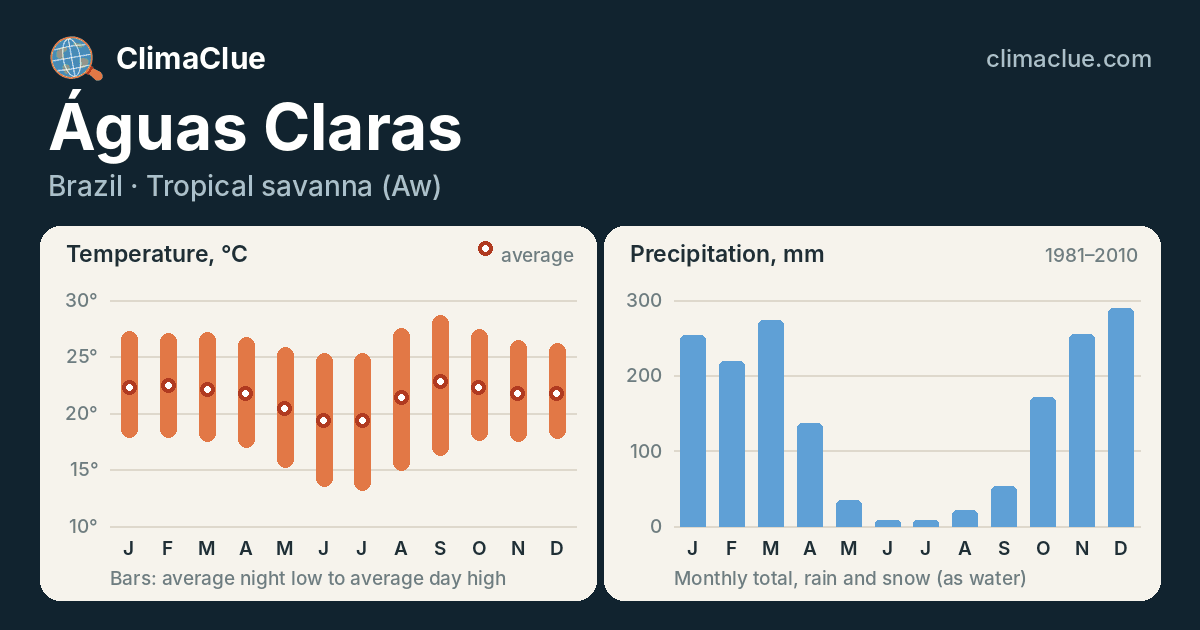 ClimaClue
climaclue.com
Águas Claras
Brazil · Tropical savanna (Aw)
Temperature, °C
average
30°
25°
20°
15°
10°
J F M A M J J A S O N D
Bars: average night low to average day high
Precipitation, mm
1981–2010
300
200
100
0
J F M A M J J A S O N D
Monthly total, rain and snow (as water)